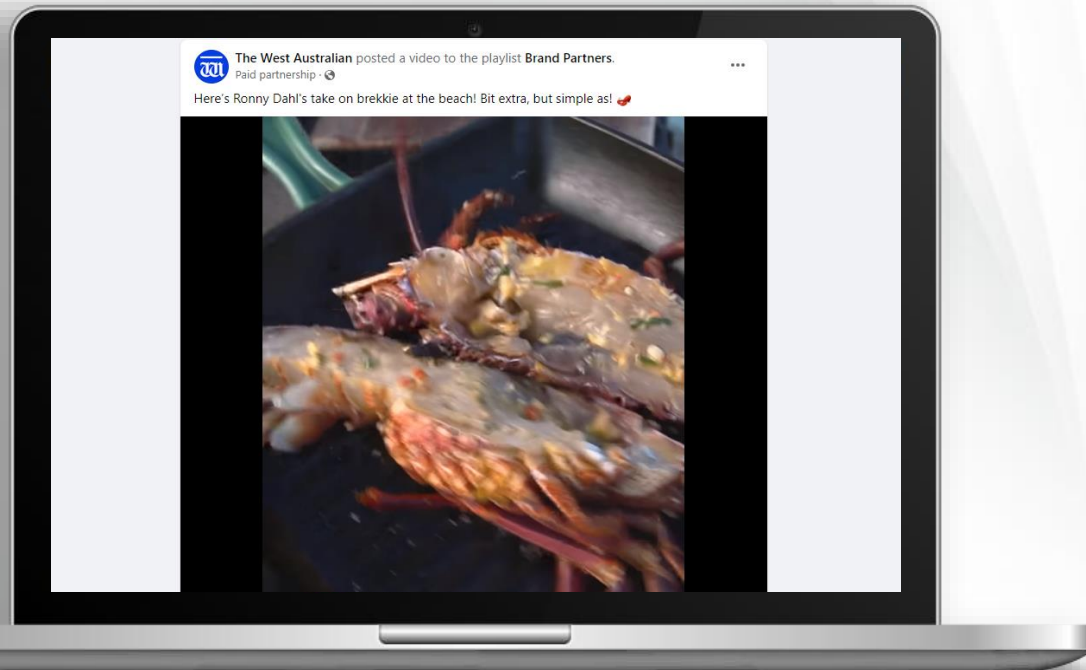 The West Australian posted a video to the playlist Brand Partners.
Paid partnership ·
Here's Ronny Dahl's take on brekkie at the beach! Bit extra, but simple as! 🦞